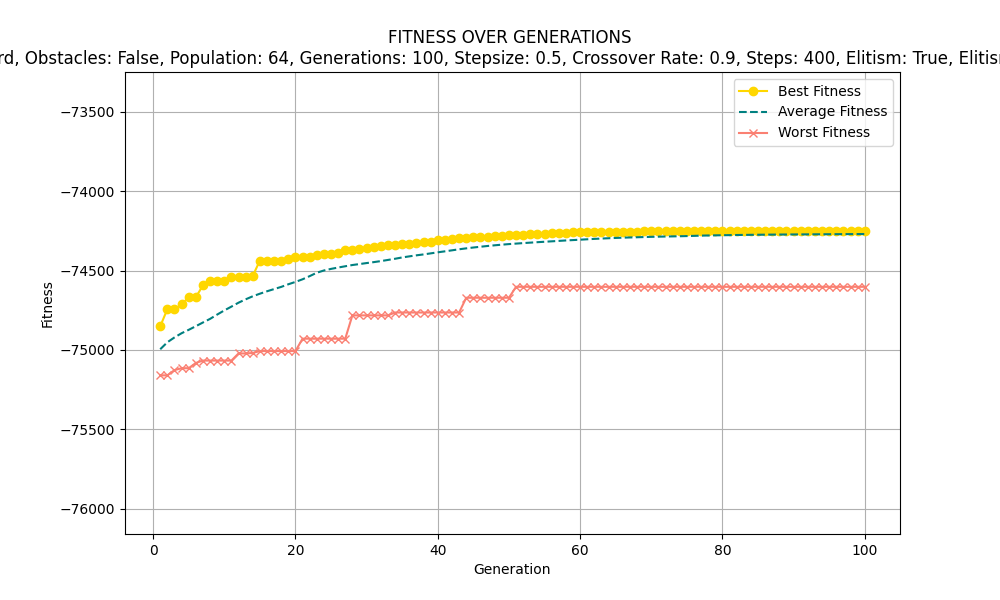 FITNESS OVER GENERATIONS
rd, Obstacles: False, Population: 64, Generations: 100, Stepsize: 0.5, Crossover Rate: 0.9, Steps: 400, Elitism: True, Elitis
Best Fitness
Average Fitness
Worst Fitness
−73500
−74000
−74500
−75000
−75500
−76000
Fitness
0 20 40 60 80 100
Generation